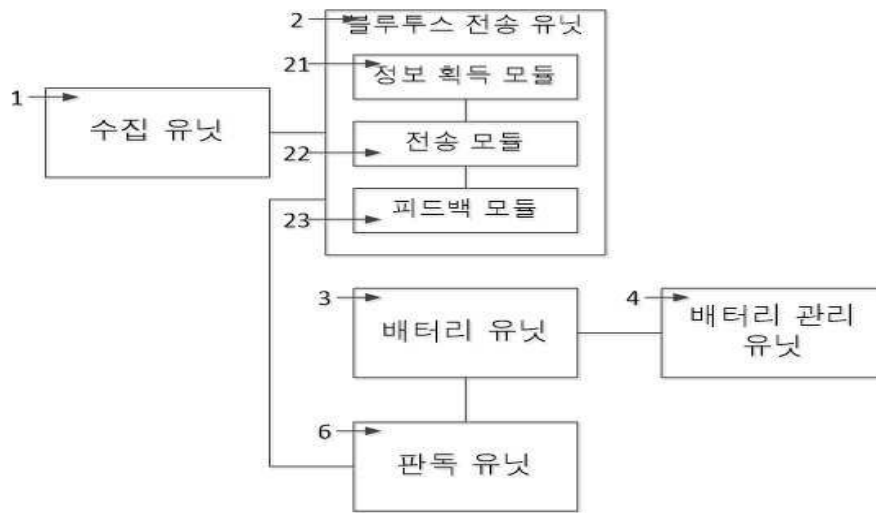 2
블루투스 전송 유닛
21
정보 획득 모듈
1
수집 유닛
22
전송 모듈
23
피드백 모듈
3
배터리 유닛
4
배터리 관리
유닛
6
판독 유닛